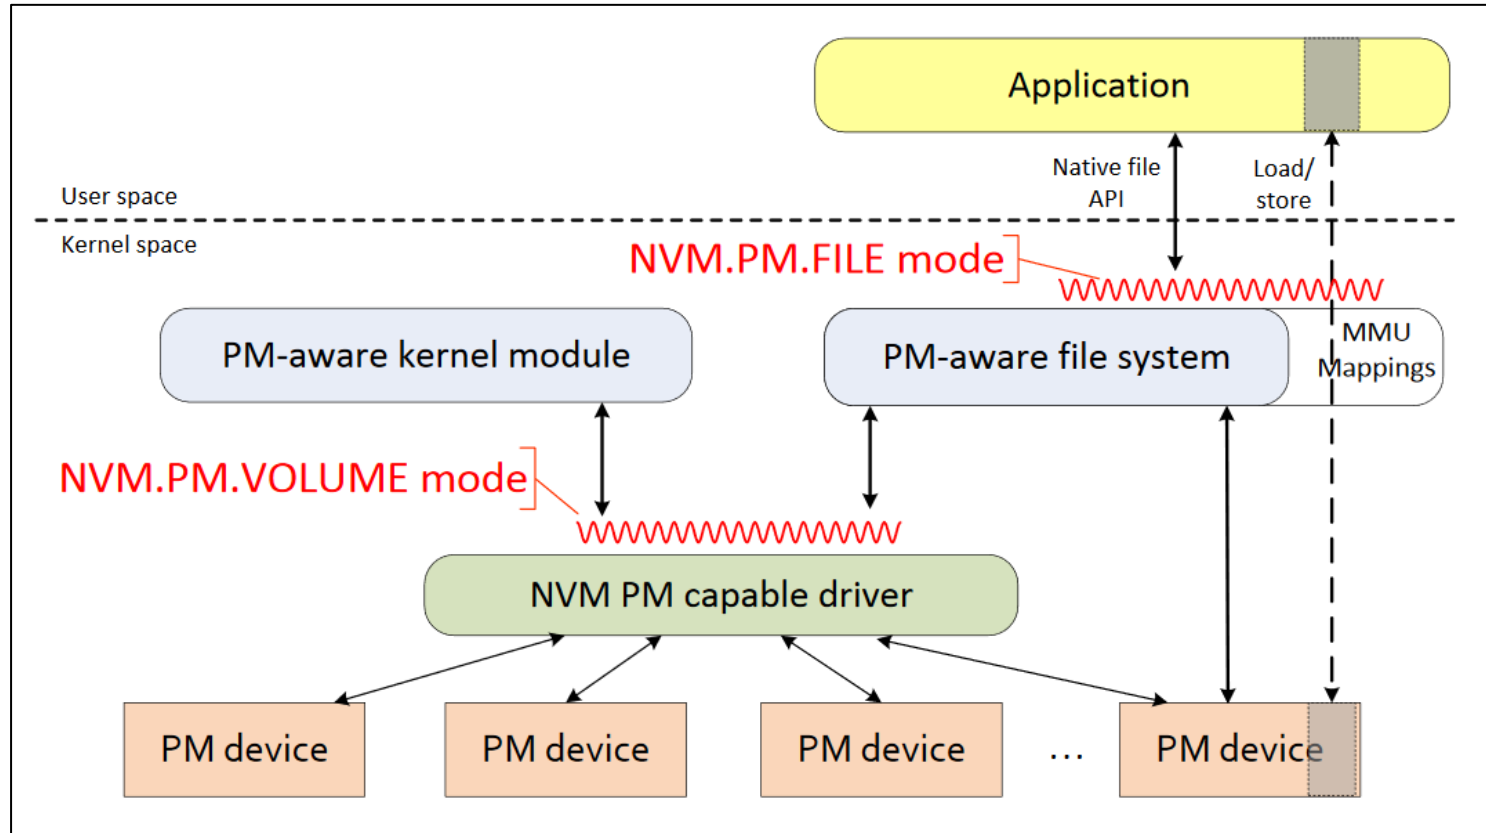 Application
Native file
API
Load/
store
User space
Kernel space
NVM.PM.FILE mode
PM-aware kernel module
PM-aware file system
MMU
Mappings
NVM.PM.VOLUME mode
NVM PM capable driver
PM device
PM device
PM device
...
PM device